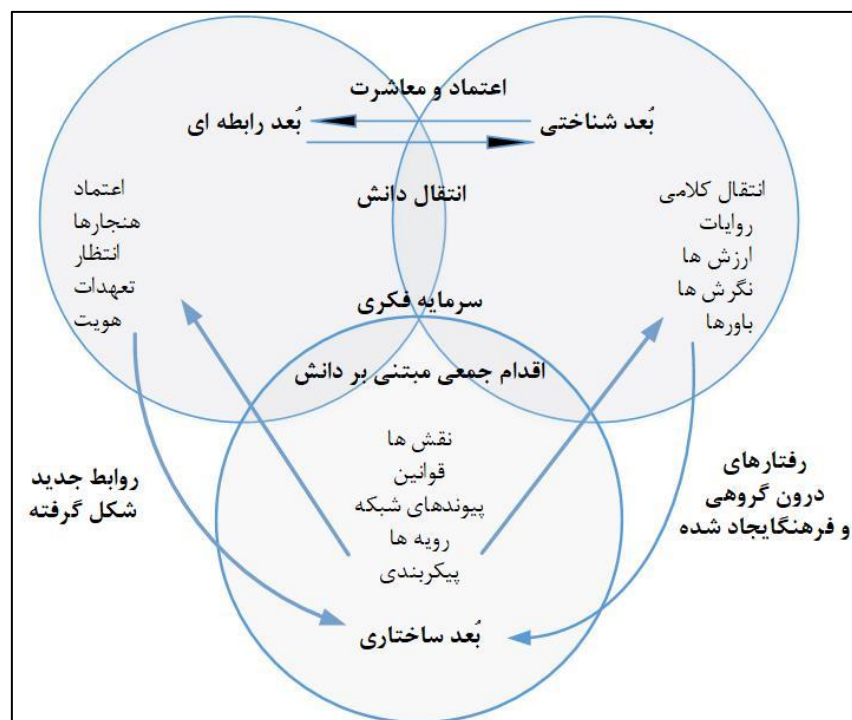 اعتماد و معاشرت
بُعد شناختی
بُعد رابطه ای
انتقال دانش
انتقال کلامی
روایات
ارزش ها
نگرش ها
باورها
اعتماد
هنجارها
انتظار
تعهدات
هویت
سرمایه فکری
اقدام جمعی مبتنی بر دانش
نقش ها
قوانین
پیوندهای شبکه
رویه ها
پیکربندی
رفتارهای
درون گروهی
و فرهنگایجاد شده
روابط جدید
شکل گرفته
بُعد ساختاری